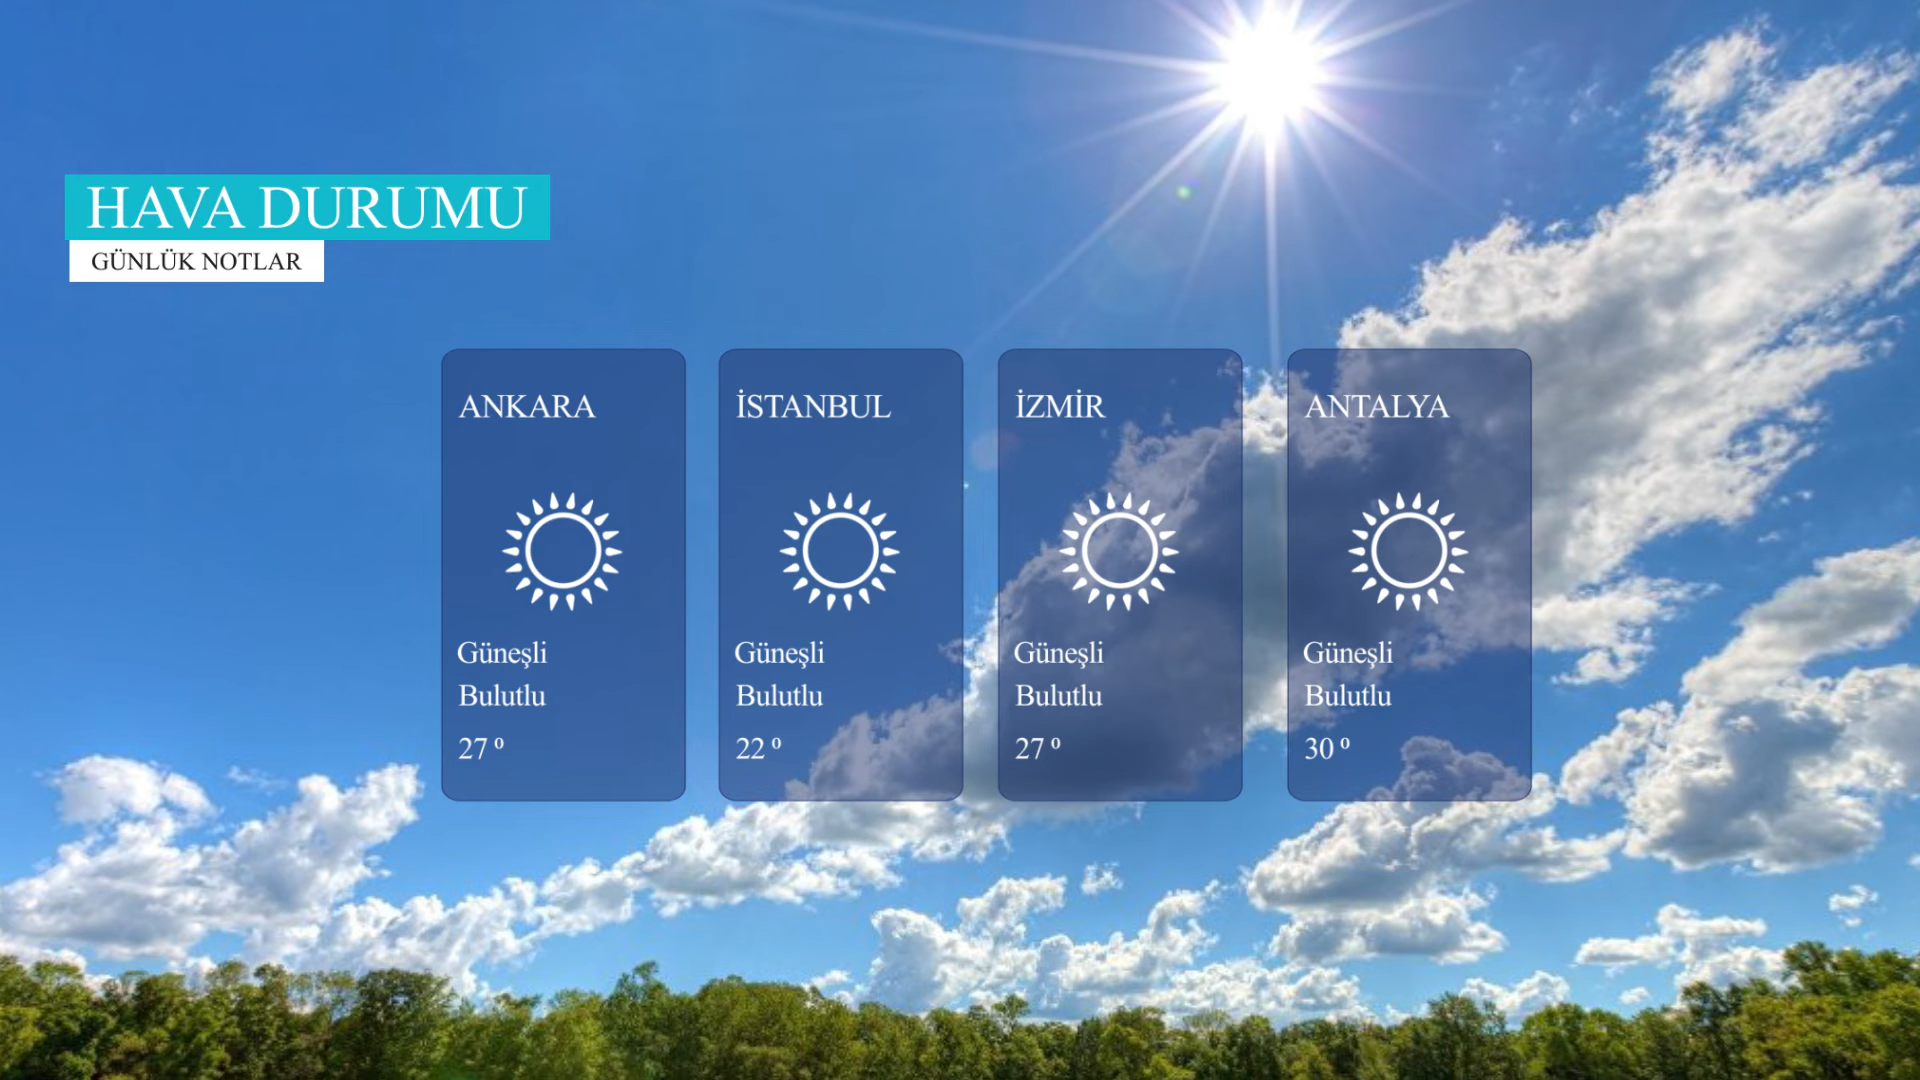 HAVA DURUMU
GÜNLÜK NOTLAR
ANKARA
Güneşli
Bulutlu
27 º
İSTANBUL
Güneşli
Bulutlu
22 º
İZMİR
Güneşli
Bulutlu
27 º
ANTALYA
Güneşli
Bulutlu
30 º